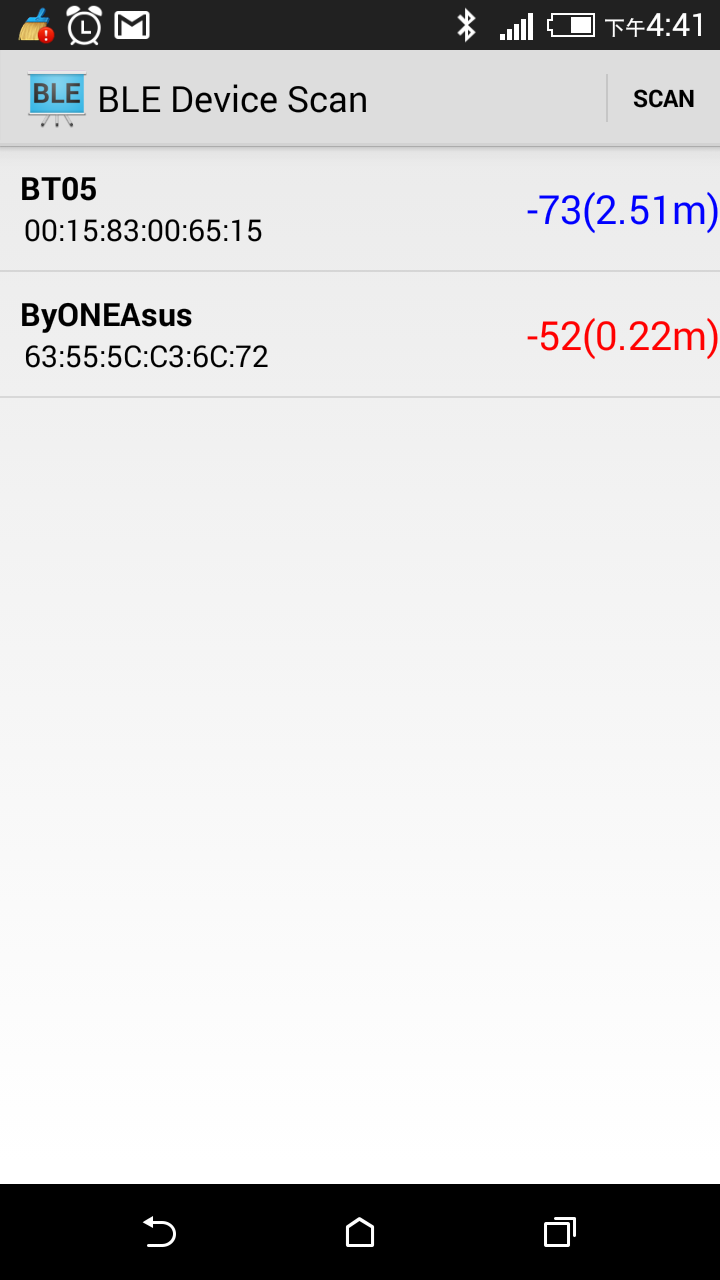 下午4:41
BLE BLE Device Scan SCAN
BT05
00:15:83:00:65:15
-73(2.51m)
ByONEAsus
63:55:5C:C3:6C:72
-52(0.22m)